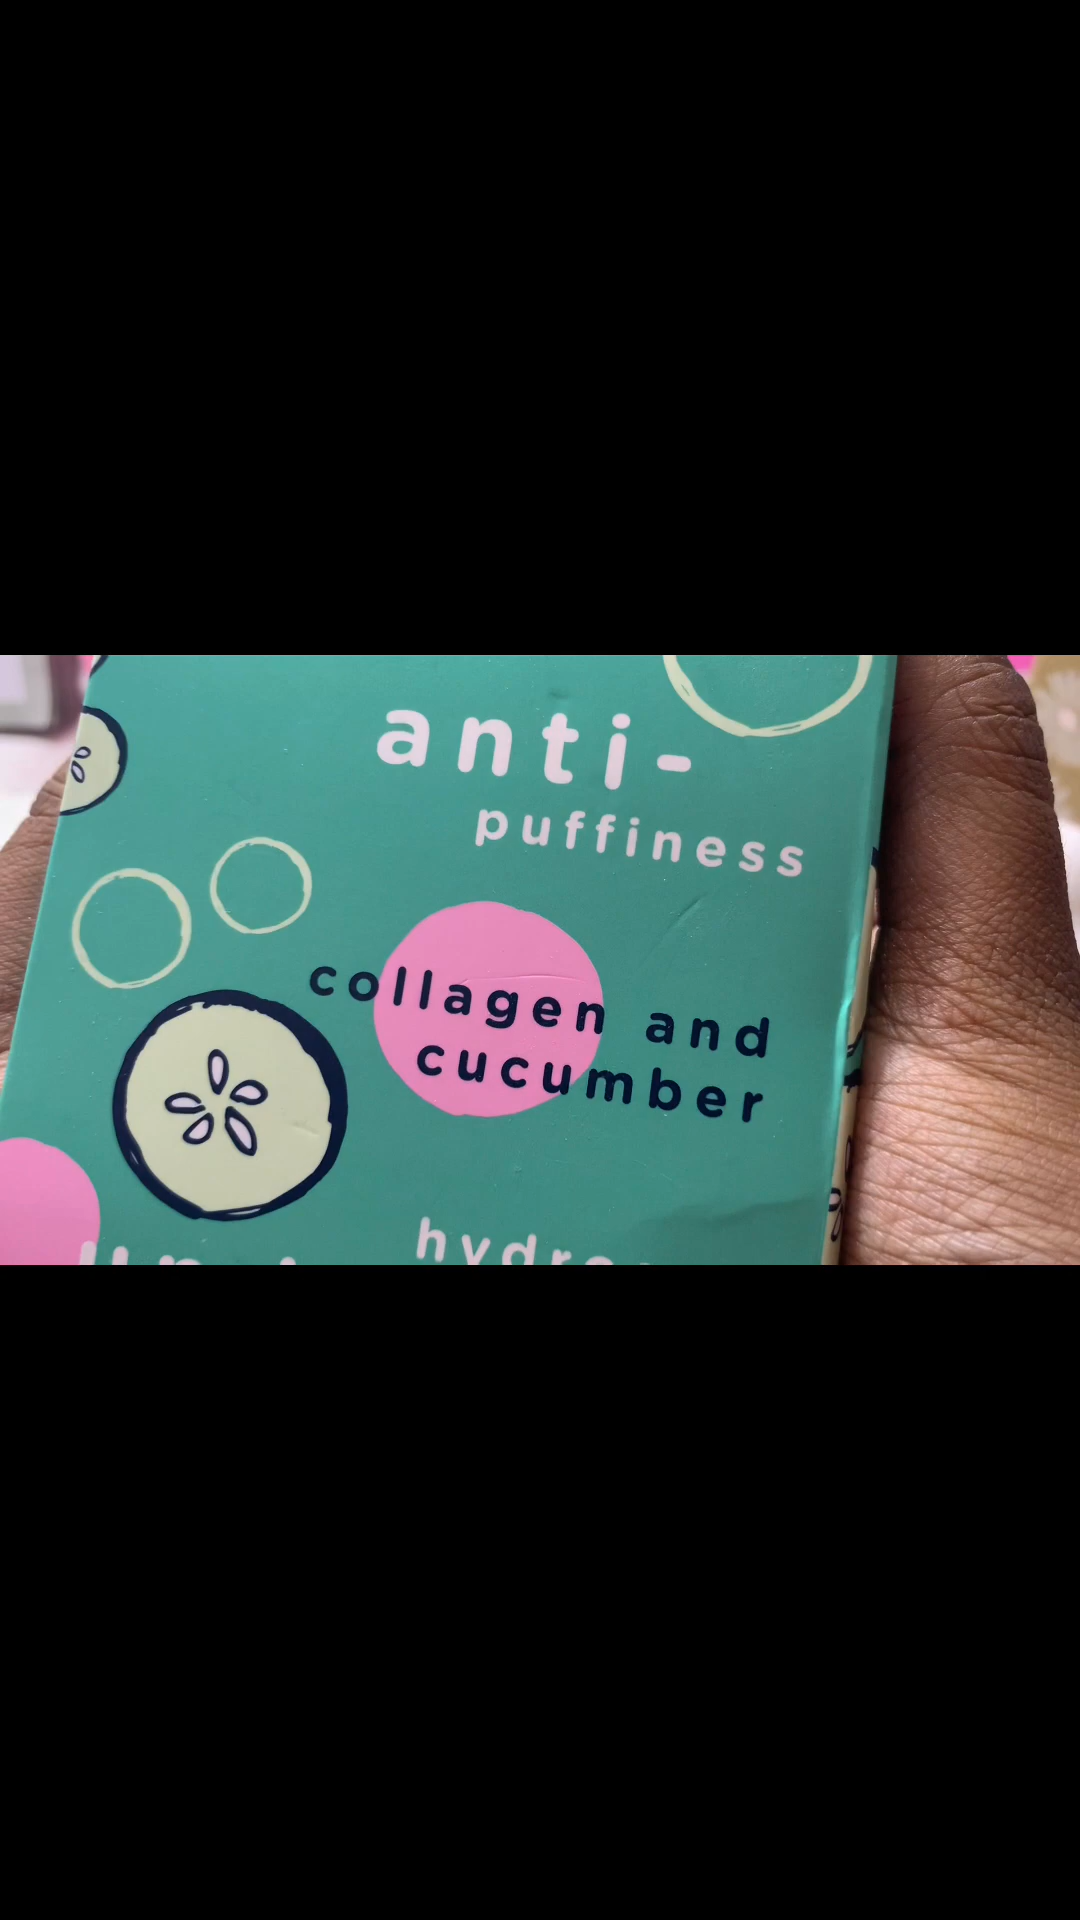 anti-
puffiness
collagen and
cucumber